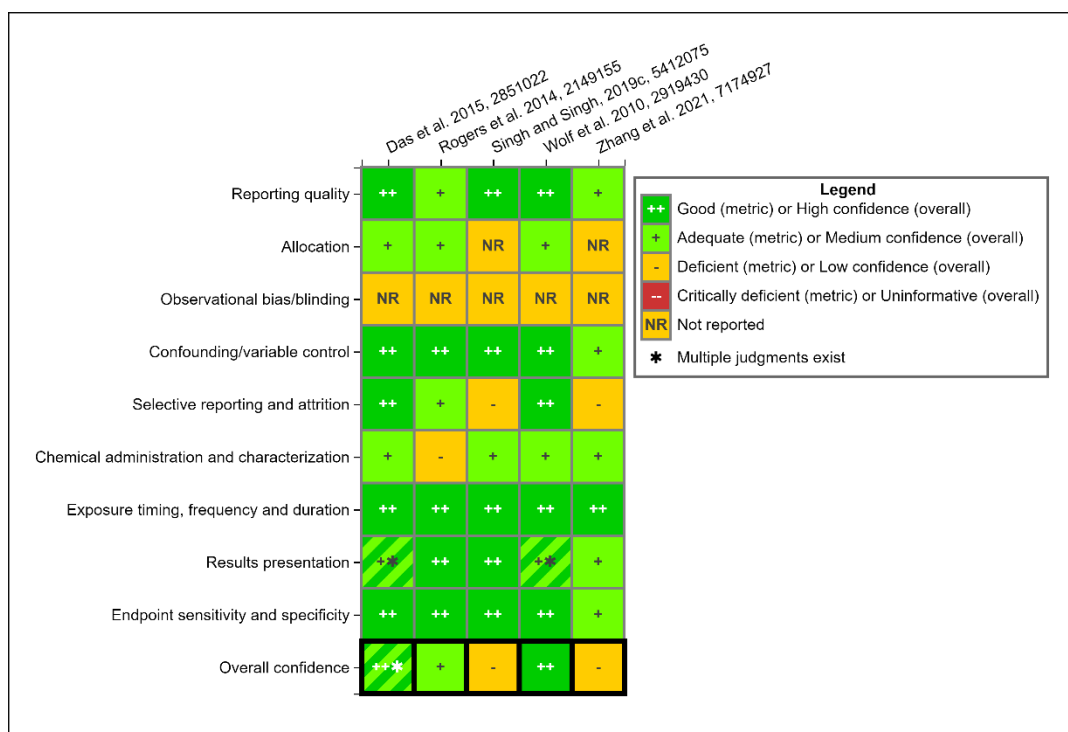 Das et al. 2015, 2851022
Rogers et al. 2014, 2149155
Singh and Singh, 2019c, 5412075
Wolf et al. 2010, 2919430
Zhang et al. 2021, 7174927
Reporting quality ++ + ++ ++ +
Allocation + + NR + NR
Observational bias/blinding NR NR NR NR NR
Confounding/variable control ++ ++ ++ ++ +
Selective reporting and attrition ++ + - ++ -
Chemical administration and characterization + - + + +
Exposure timing, frequency and duration ++ ++ ++ ++ ++
Results presentation +✱ ++ ++ +✱ +
Endpoint sensitivity and specificity ++ ++ ++ ++ +
Overall confidence ++✱ + - ++ -
Legend
++ Good (metric) or High confidence (overall)
+ Adequate (metric) or Medium confidence (overall)
- Deficient (metric) or Low confidence (overall)
-- Critically deficient (metric) or Uninformative (overall)
NR Not reported
✱ Multiple judgments exist